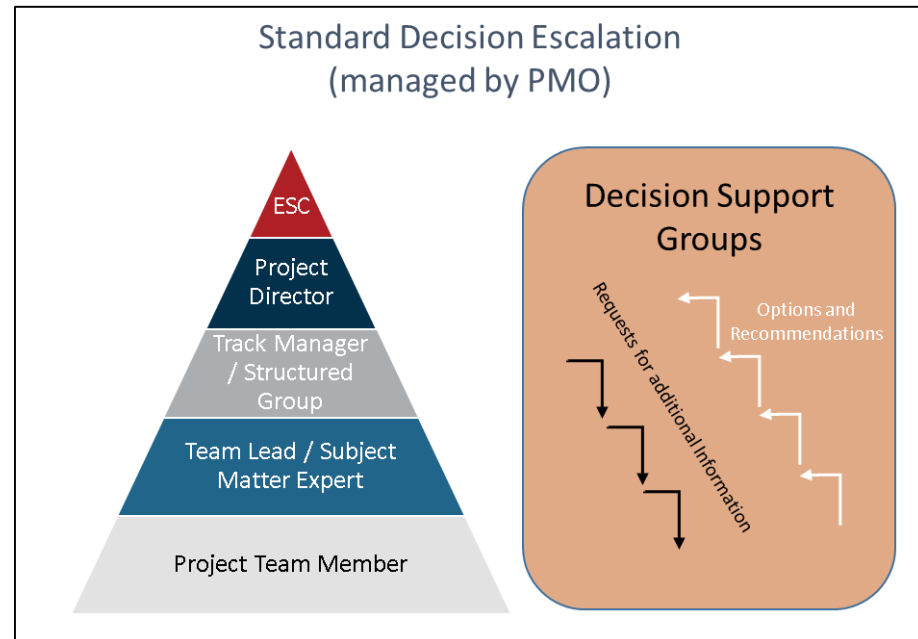 Standard Decision Escalation
(managed by PMO)
ESC
Project
Director
Track Manager
/ Structured
Group
Team Lead / Subject
Matter Expert
Project Team Member
Decision Support
Groups
Requests for additional Information
Options and
Recommendations